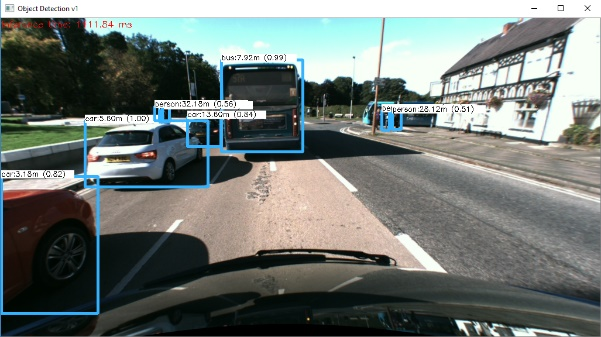 Object Detection v1
bus:7.92m (0.99)
person:32.18m (0.56)
car:13.60m (0.84)
person:28.12m (0.51)
car:5.60m (1.00)
car:3.18m (0.82)